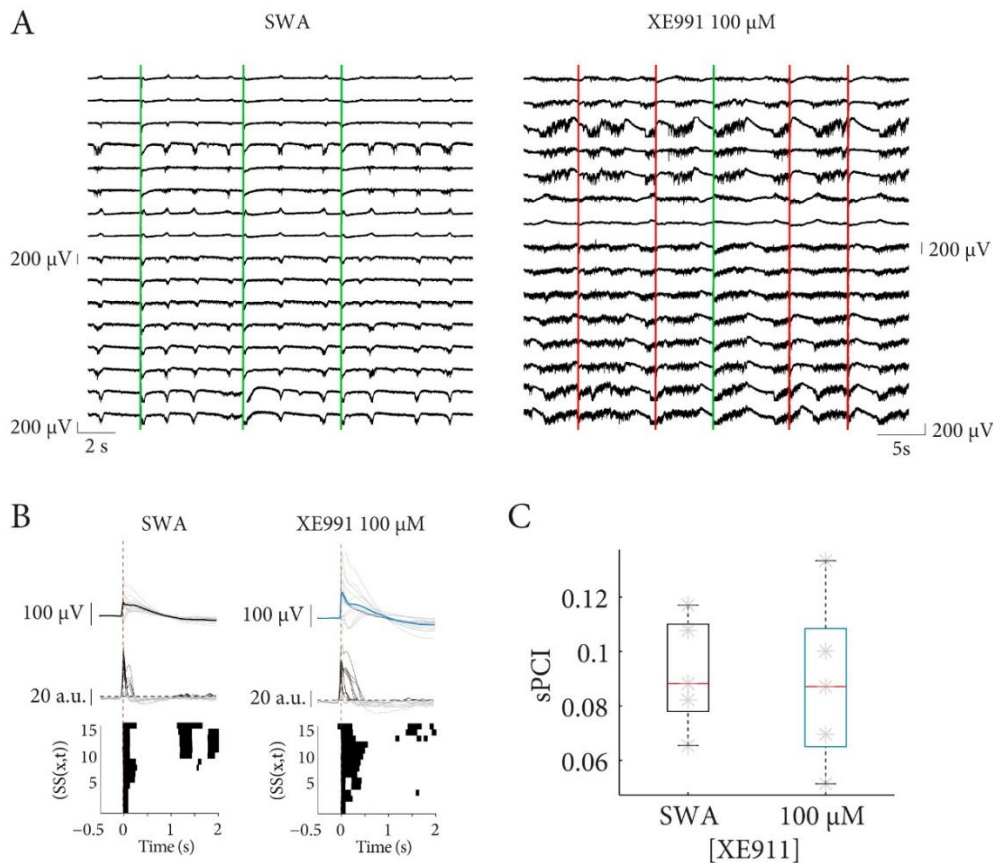 A
SWA
XE991 100 µM
200 µV
200 µV
200 µV
2 s
200 µV
5s
B
SWA
XE991 100 µM
100 µV
100 µV
20 a.u.
20 a.u.
(SS(x,t))
15
10
5
(SS(x,t))
15
10
5
−0.5 0 1 2
Time (s)
−0.5 0 1 2
Time (s)
C
sPCI
0.12
0.1
0.08
0.06
SWA 100 µM
[XE911]